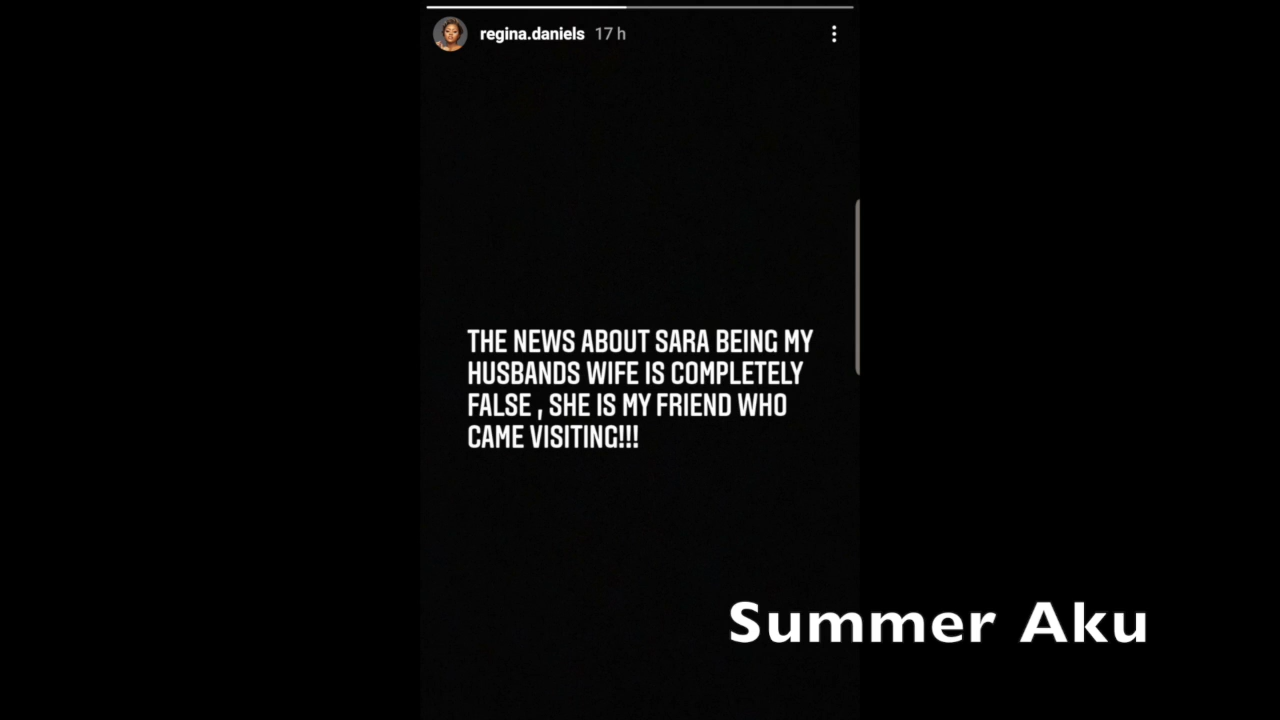 regina.daniels 17 h
THE NEWS ABOUT SARA BEING MY
HUSBANDS WIFE IS COMPLETELY
FALSE , SHE IS MY FRIEND WHO
CAME VISITING!!!
Summer Aku